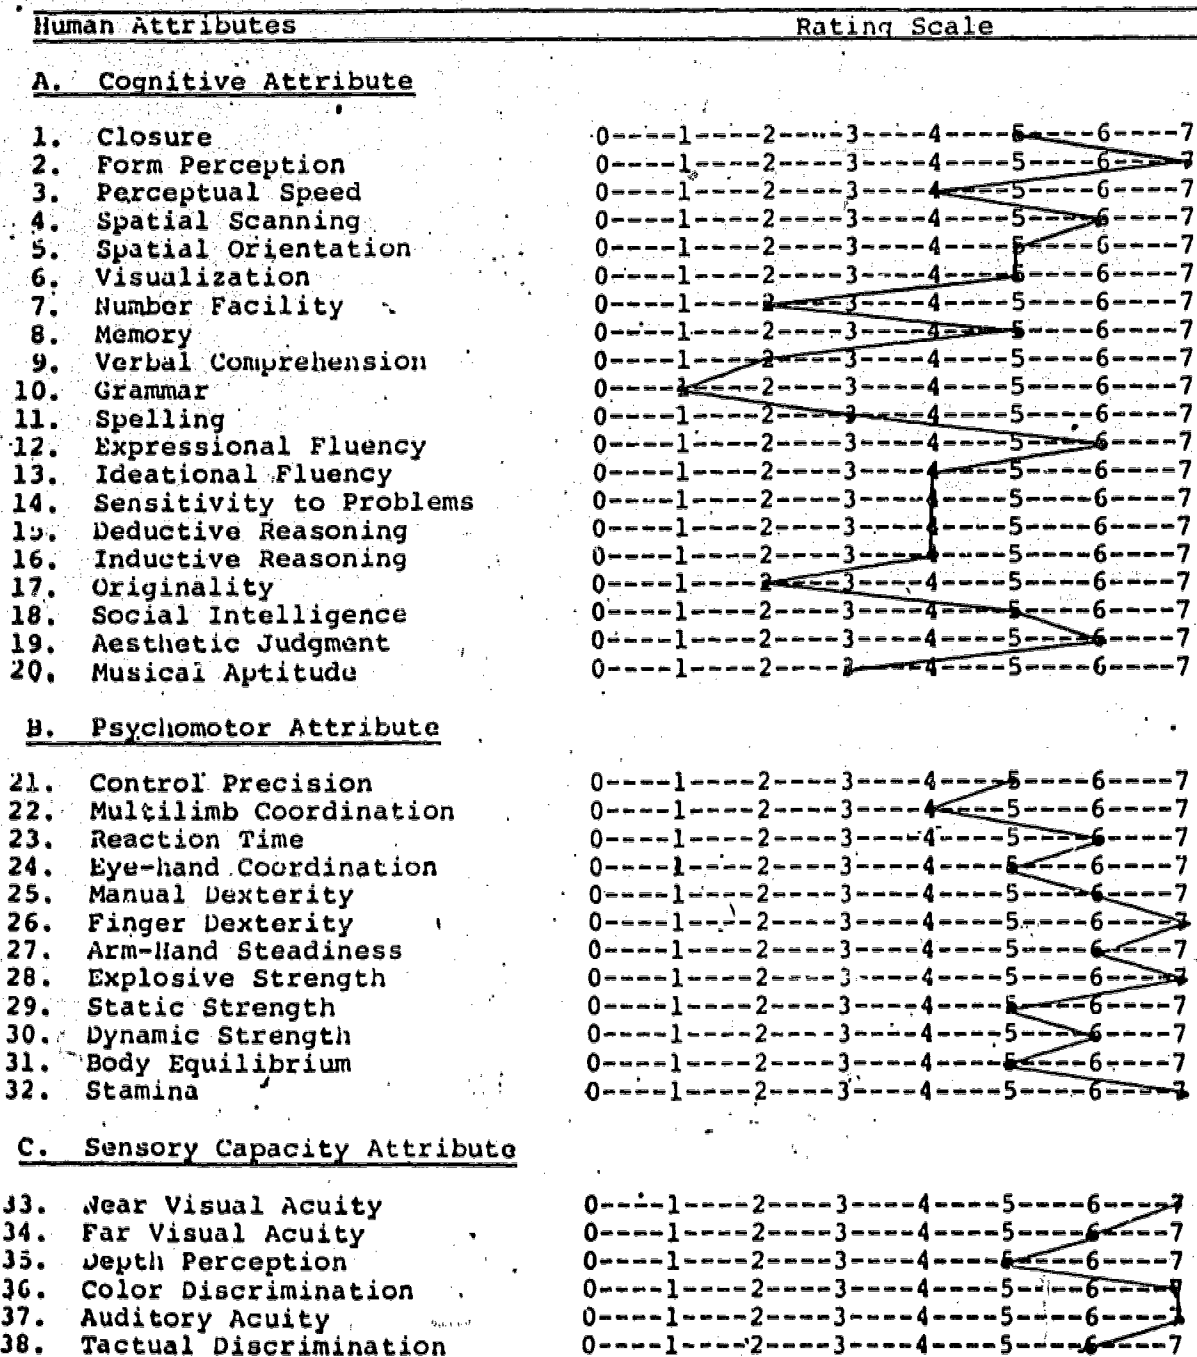 Human Attributes Rating Scale
A. Cognitive Attribute
1. Closure 0----1----2----3----4----5----6----7
2. Form Perception 0----1----2----3----4----5----6----7
3. Perceptual Speed 0----1----2----3----4----5----6----7
4. Spatial Scanning 0----1----2----3----4----5----6----7
5. Spatial Orientation 0----1----2----3----4----5----6----7
6. Visualization 0----1----2----3----4----5----6----7
7. Number Facility 0----1----2----3----4----5----6----7
8. Memory 0----1----2----3----4----5----6----7
9. Verbal Comprehension 0----1----2----3----4----5----6----7
10. Grammar 0----1----2----3----4----5----6----7
11. Spelling 0----1----2----3----4----5----6----7
12. Expressional Fluency 0----1----2----3----4----5----6----7
13. Ideational Fluency 0----1----2----3----4----5----6----7
14. Sensitivity to Problems 0----1----2----3----4----5----6----7
15. Deductive Reasoning 0----1----2----3----4----5----6----7
16. Inductive Reasoning 0----1----2----3----4----5----6----7
17. Originality 0----1----2----3----4----5----6----7
18. Social Intelligence 0----1----2----3----4----5----6----7
19. Aesthetic Judgment 0----1----2----3----4----5----6----7
20. Musical Aptitude 0----1----2----3----4----5----6----7
B. Psychomotor Attribute
21. Control Precision 0----1----2----3----4----5----6----7
22. Multilimb Coordination 0----1----2----3----4----5----6----7
23. Reaction Time 0----1----2----3----4----5----6----7
24. Eye-hand Coordination 0----1----2----3----4----5----6----7
25. Manual Dexterity 0----1----2----3----4----5----6----7
26. Finger Dexterity 0----1----2----3----4----5----6----7
27. Arm-Hand Steadiness 0----1----2----3----4----5----6----7
28. Explosive Strength 0----1----2----3----4----5----6----7
29. Static Strength 0----1----2----3----4----5----6----7
30. Dynamic Strength 0----1----2----3----4----5----6----7
31. Body Equilibrium 0----1----2----3----4----5----6----7
32. Stamina 0----1----2----3----4----5----6----7
C. Sensory Capacity Attribute
33. Near Visual Acuity 0----1----2----3----4----5----6----7
34. Far Visual Acuity 0----1----2----3----4----5----6----7
35. Depth Perception 0----1----2----3----4----5----6----7
36. Color Discrimination 0----1----2----3----4----5----6----7
37. Auditory Acuity 0----1----2----3----4----5----6----7
38. Tactual Discrimination 0----1----2----3----4----5----6----7